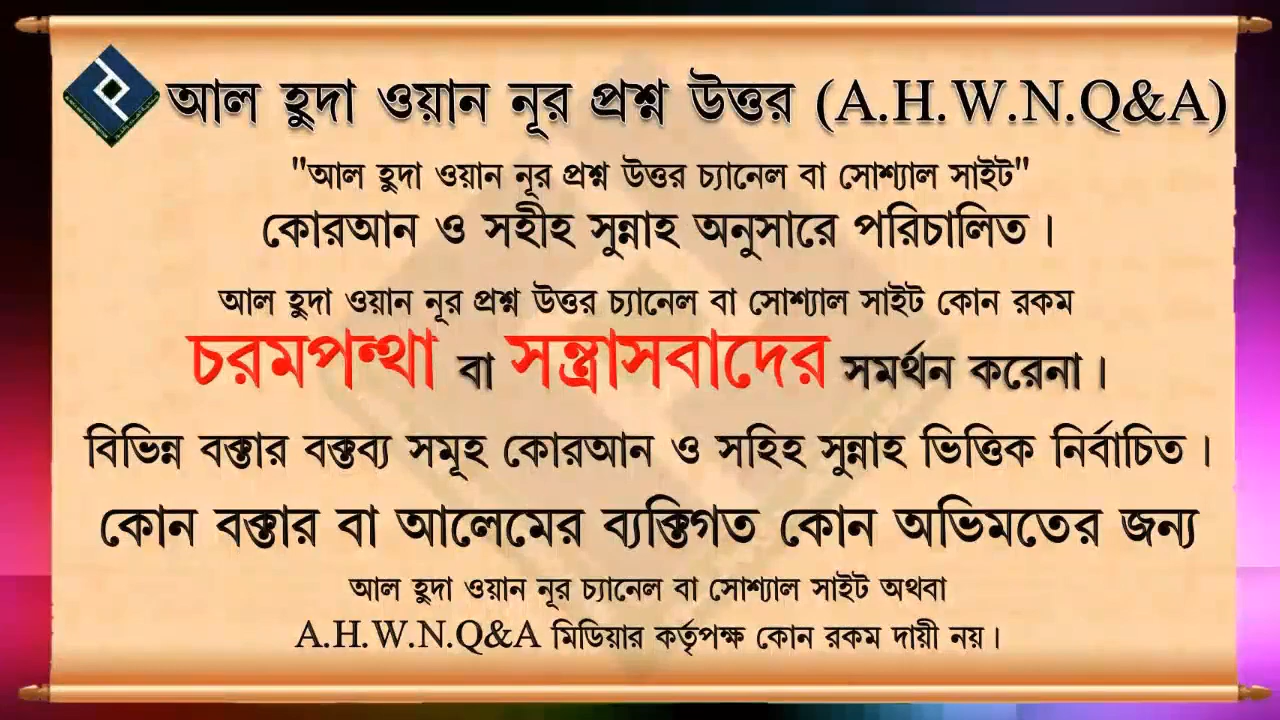 আল হুদা ওয়ান নূর প্রশ্ন উত্তর (A.H.W.N.Q&A)
"আল হুদা ওয়ান নূর প্রশ্ন উত্তর চ্যানেল বা সোশ্যাল সাইট"
কোরআন ও সহীহ সুন্নাহ অনুসারে পরিচালিত ।
আল হুদা ওয়ান নূর প্রশ্ন উত্তর চ্যানেল বা সোশ্যাল সাইট কোন রকম
চরমপন্থা বা সন্ত্রাসবাদের সমর্থন করেনা ।
বিভিন্ন বক্তার বক্তব্য সমূহ কোরআন ও সহিহ সুন্নাহ ভিত্তিক নির্বাচিত ।
কোন বক্তার বা আলেমের ব্যক্তিগত কোন অভিমতের জন্য
আল হুদা ওয়ান নূর চ্যানেল বা সোশ্যাল সাইট অথবা
A.H.W.N.Q&A মিডিয়ার কর্তৃপক্ষ কোন রকম দায়ী নয় ।